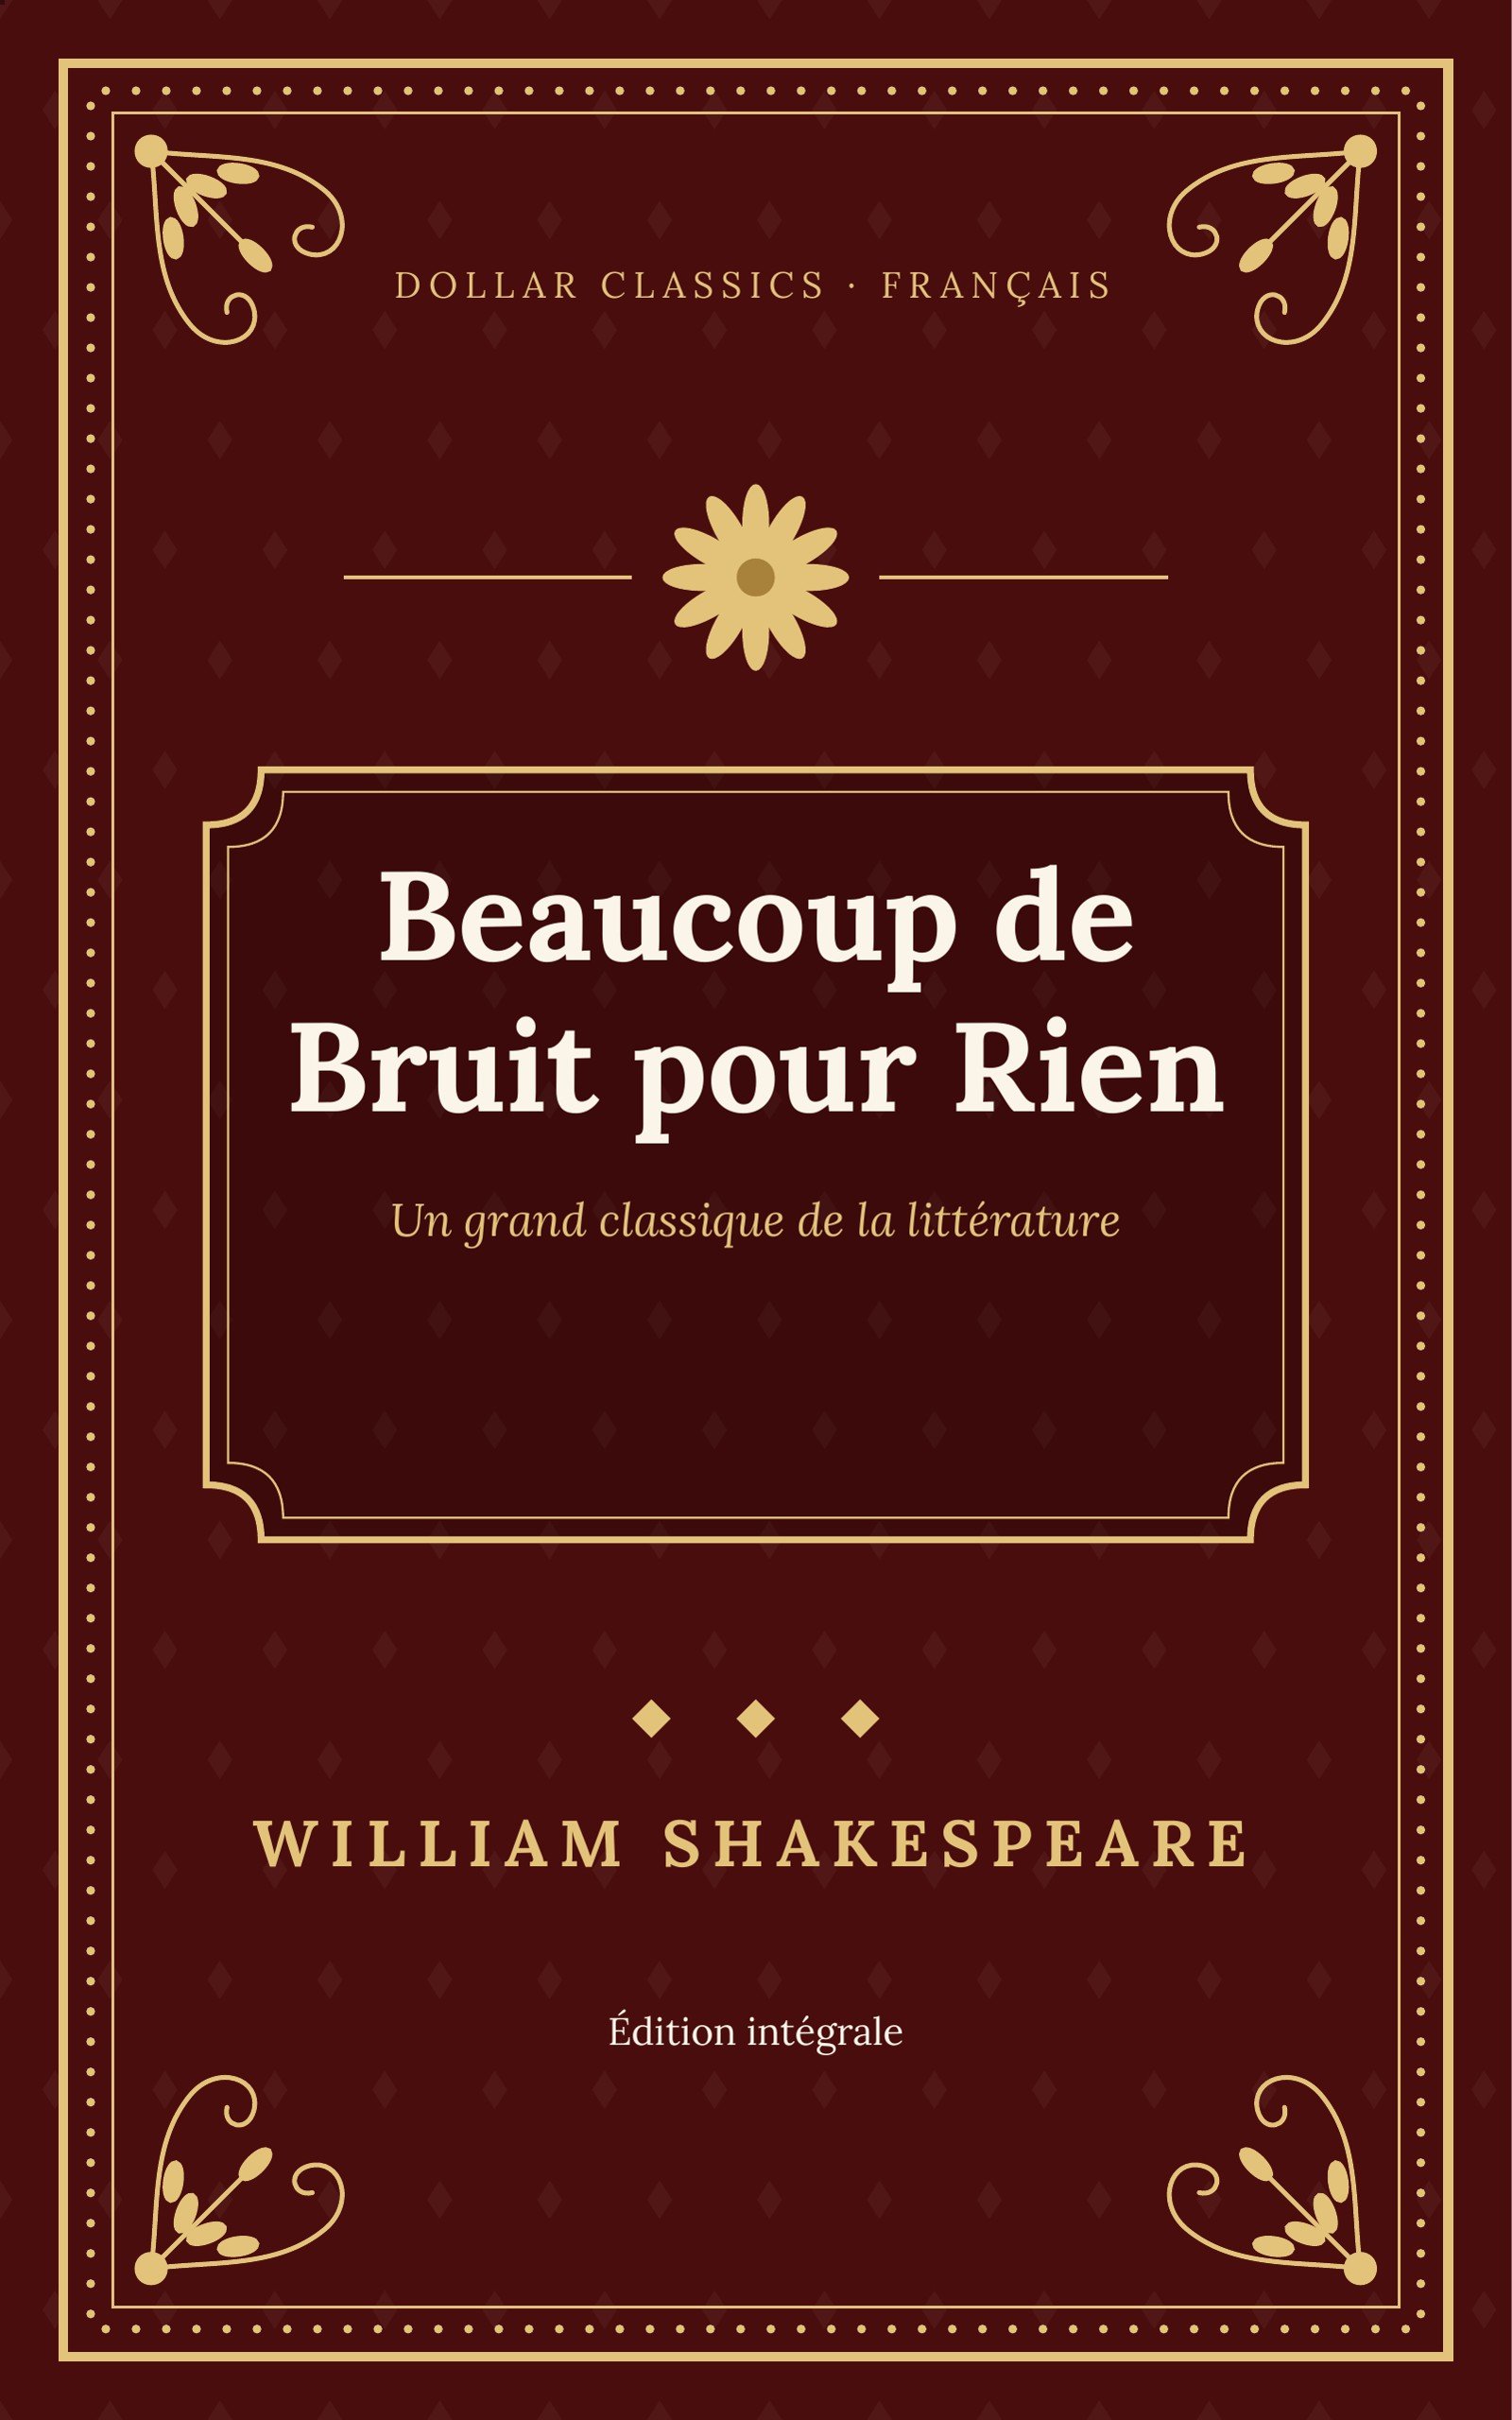 DOLLAR CLASSICS · FRANÇAIS
Beaucoup de
Bruit pour Rien
Un grand classique de la littérature
WILLIAM SHAKESPEARE
Édition intégrale